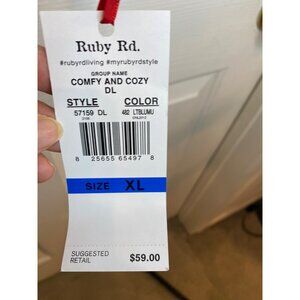 Ruby Rd.
#rubyrdliving #myrubyrdstyle
GROUP NAME
COMFY AND COZY
DL
STYLE COLOR
57159 DL 482 LTBLUMU
8 25655 65497 8
SIZE XL
SUGGESTED
RETAIL $59.00